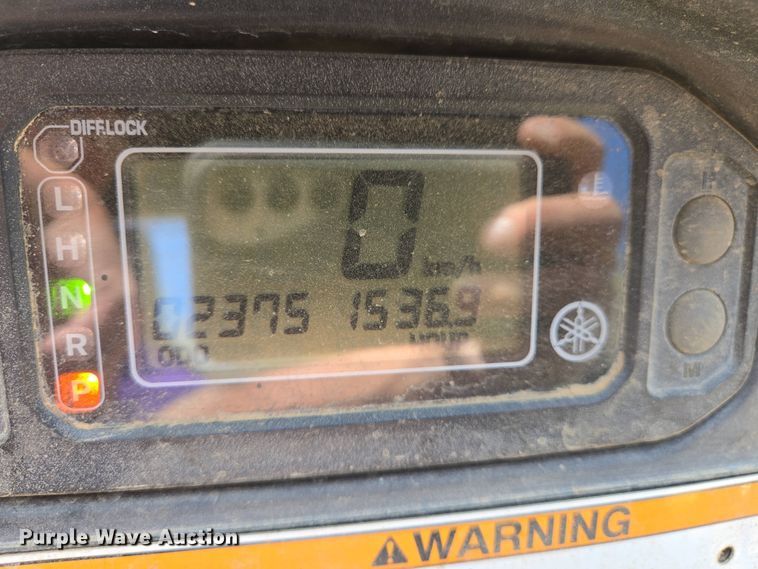 DIFF.LOCK
L
H
N
R
P
0
km/h
02375 1536.9
ODO HOUR
Purple Wave Auction
⚠WARNING